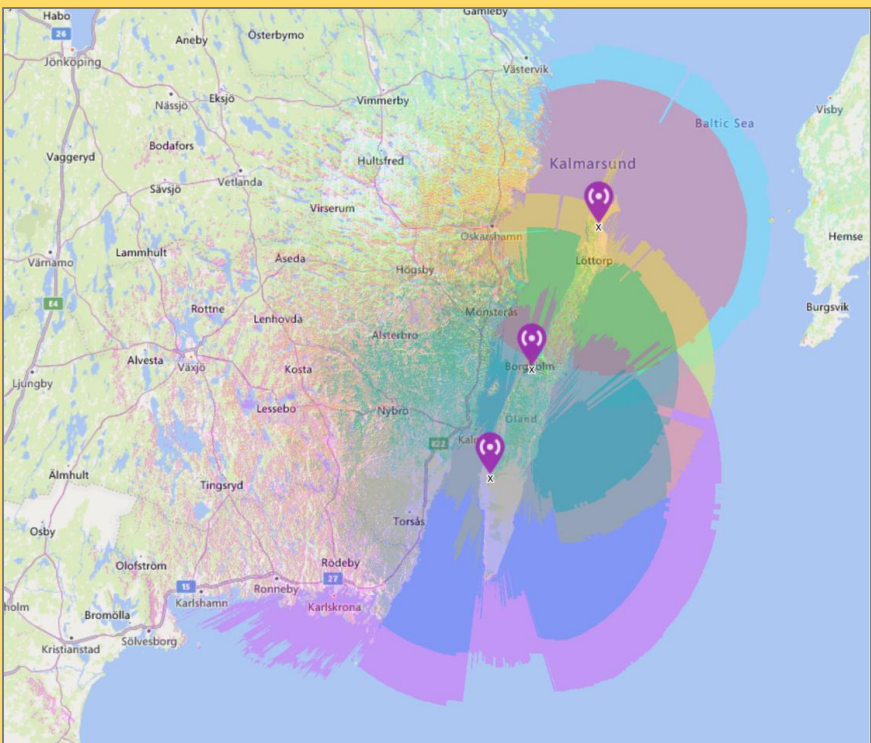 Habo
Gamleby
26
Aneby
Österbymo
Jönköping
Västervik
Nässjö
Eksjö
Vimmerby
Visby
Baltic Sea
Bodafors
Vaggeryd
Hultsfred
Kalmarsund
Sävsjö
Vetlanda
x
Virserum
Oskarshamn
Hemse
Värnamo
Lammhult
Åseda
Högsby
Löttorp
E4
Rottne
Lenhovda
Mönsterås
Burgsvik
Alsterbro
Alvesta
Växjö
Kosta
Borgholm
x
Ljungby
Lessebo
Nybro
Öland
E22
Älmhult
x
Tingsryd
Torsås
Osby
Olofström
Rödeby
15
Ronneby
27
holm
Karlshamn
Karlskrona
Bromölla
Kristianstad
Sölvesborg